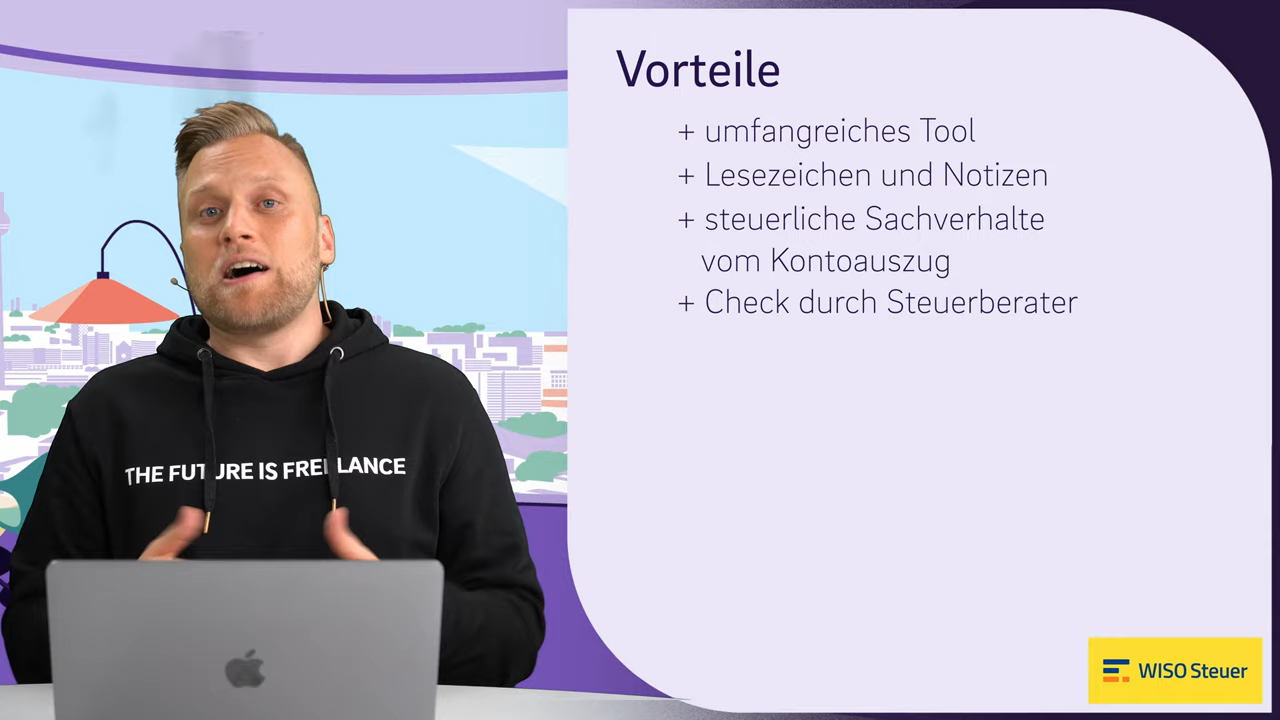 Vorteile
+ umfangreiches Tool
+ Lesezeichen und Notizen
+ steuerliche Sachverhalte
vom Kontoauszug
+ Check durch Steuerberater
THE FUTURE IS FREELANCE
WISO Steuer